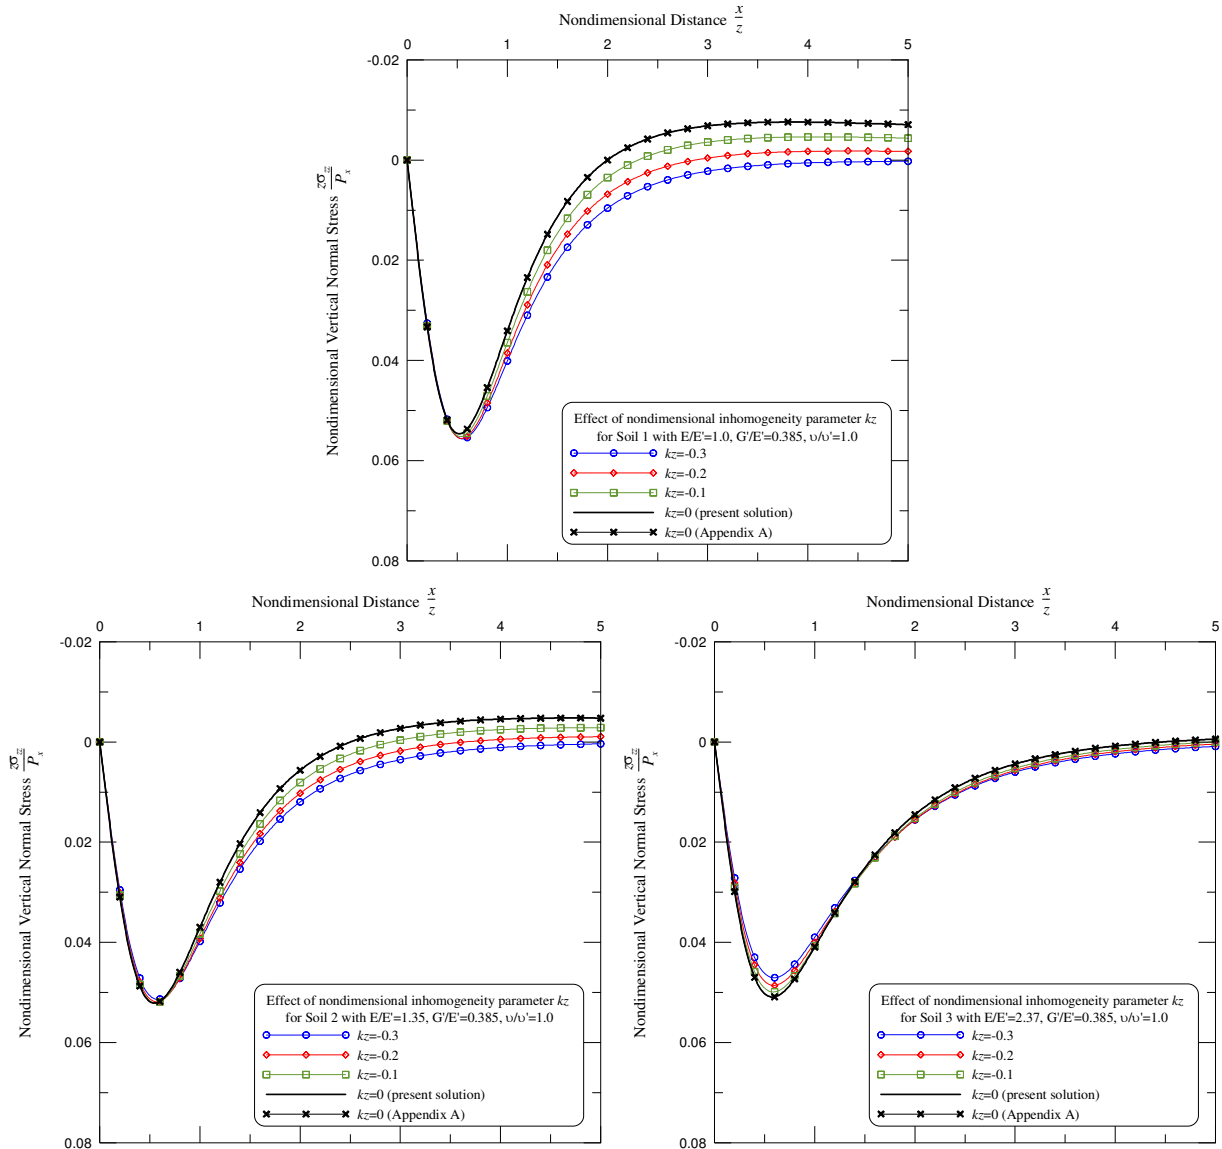 Nondimensional Distance x/z
0 1 2 3 4 5
-0.02
0
0.02
0.04
0.06
0.08
Nondimensional Vertical Normal Stress zσzz/Px
Effect of nondimensional inhomogeneity parameter kz
for Soil 1 with E/E'=1.0, G'/E'=0.385, υ/υ'=1.0
kz=-0.3
kz=-0.2
kz=-0.1
kz=0 (present solution)
kz=0 (Appendix A)
Nondimensional Distance x/z
0 1 2 3 4 5
-0.02
0
0.02
0.04
0.06
0.08
Nondimensional Vertical Normal Stress zσzz/Px
Effect of nondimensional inhomogeneity parameter kz
for Soil 2 with E/E'=1.35, G'/E'=0.385, υ/υ'=1.0
kz=-0.3
kz=-0.2
kz=-0.1
kz=0 (present solution)
kz=0 (Appendix A)
Nondimensional Distance x/z
0 1 2 3 4 5
-0.02
0
0.02
0.04
0.06
0.08
Nondimensional Vertical Normal Stress zσzz/Px
Effect of nondimensional inhomogeneity parameter kz
for Soil 3 with E/E'=2.37, G'/E'=0.385, υ/υ'=1.0
kz=-0.3
kz=-0.2
kz=-0.1
kz=0 (present solution)
kz=0 (Appendix A)